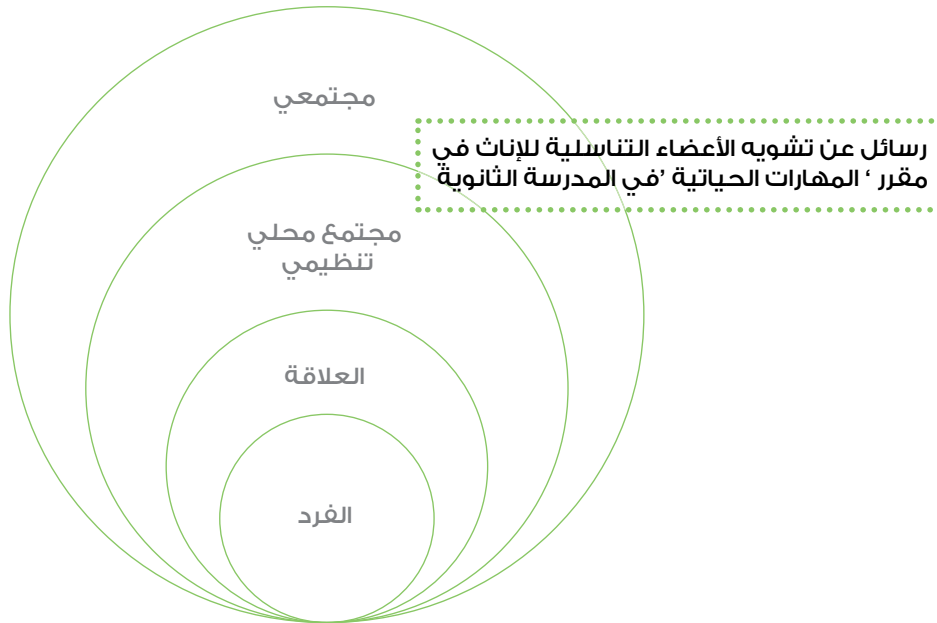 مجتمعي
رسائل عن تشويه الأعضاء التناسلية للإناث في
مقرر ‘ المهارات الحياتية ’في المدرسة الثانوية
مجتمع محلي
تنظيمي
العلاقة
الفرد